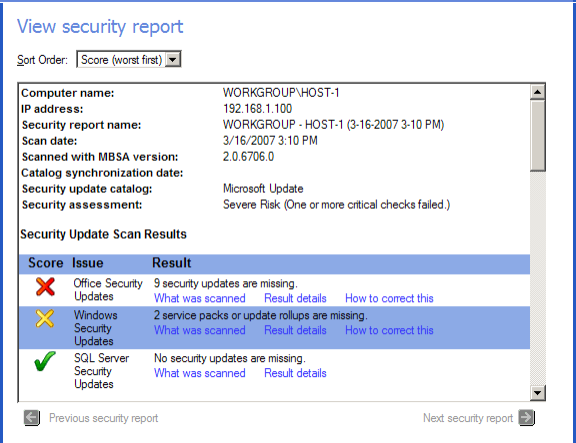 View security report
Sort Order: Score (worst first)
Computer name: WORKGROUP\HOST-1
IP address: 192.168.1.100
Security report name: WORKGROUP - HOST-1 (3-16-2007 3-10 PM)
Scan date: 3/16/2007 3:10 PM
Scanned with MBSA version: 2.0.6706.0
Catalog synchronization date:
Security update catalog: Microsoft Update
Security assessment: Severe Risk (One or more critical checks failed.)
Security Update Scan Results
Score Issue Result
Office Security 9 security updates are missing.
Updates What was scanned Result details How to correct this
Windows 2 service packs or update rollups are missing.
Security What was scanned Result details How to correct this
Updates
SQL Server No security updates are missing.
Security What was scanned Result details
Updates
Previous security report Next security report